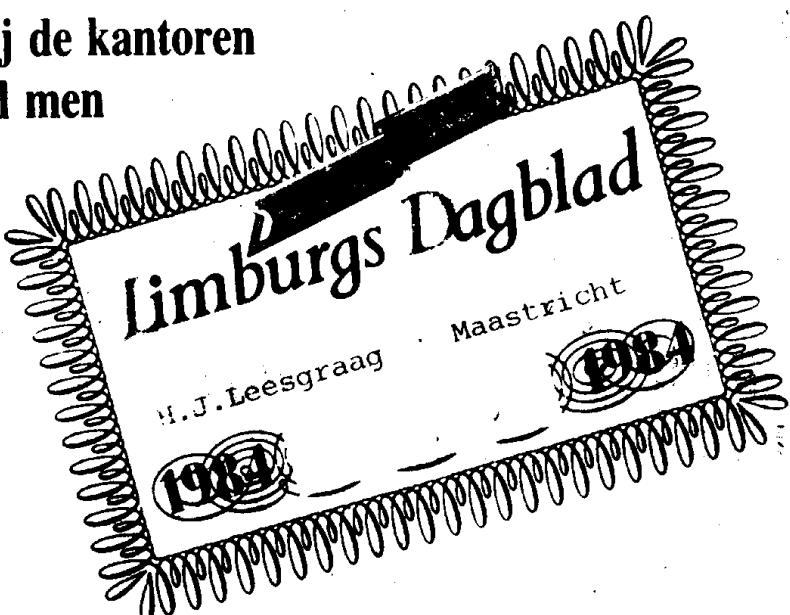 j de kantoren
men
Limburgs Dagblad
J.Leesgraag Maastricht
1984
1984